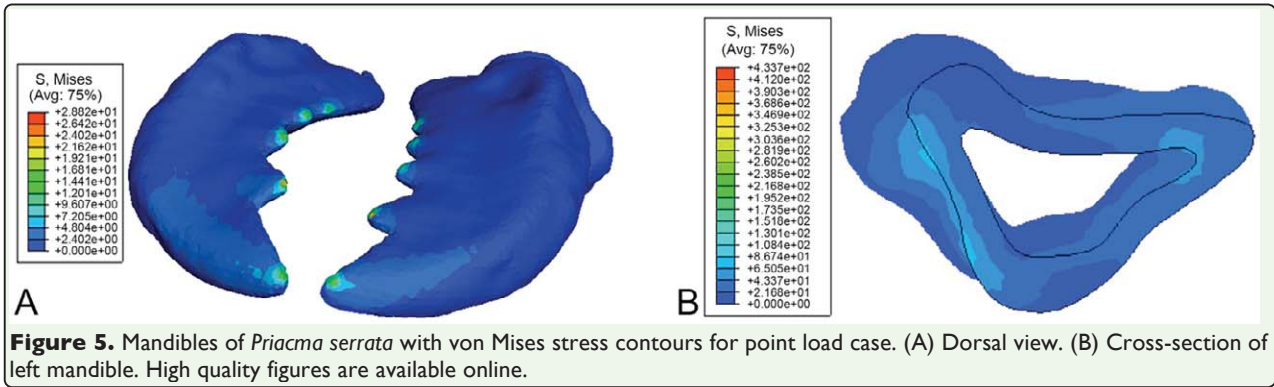 S, Mises
(Avg: 75%)
+2.882e+01
+2.642e+01
+2.402e+01
+2.162e+01
+1.921e+01
+1.681e+01
+1.441e+01
+1.201e+01
+9.607e+00
+7.205e+00
+4.804e+00
+2.402e+00
+0.000e+00
A
S, Mises
(Avg: 75%)
+4.337e+02
+4.120e+02
+3.903e+02
+3.686e+02
+3.469e+02
+3.253e+02
+3.036e+02
+2.819e+02
+2.602e+02
+2.385e+02
+2.168e+02
+1.952e+02
+1.735e+02
+1.518e+02
+1.301e+02
+1.084e+02
+8.674e+01
+6.505e+01
+4.337e+01
+2.168e+01
+0.000e+00
B
Figure 5. Mandibles of Priacma serrata with von Mises stress contours for point load case. (A) Dorsal view. (B) Cross-section of
left mandible. High quality figures are available online.